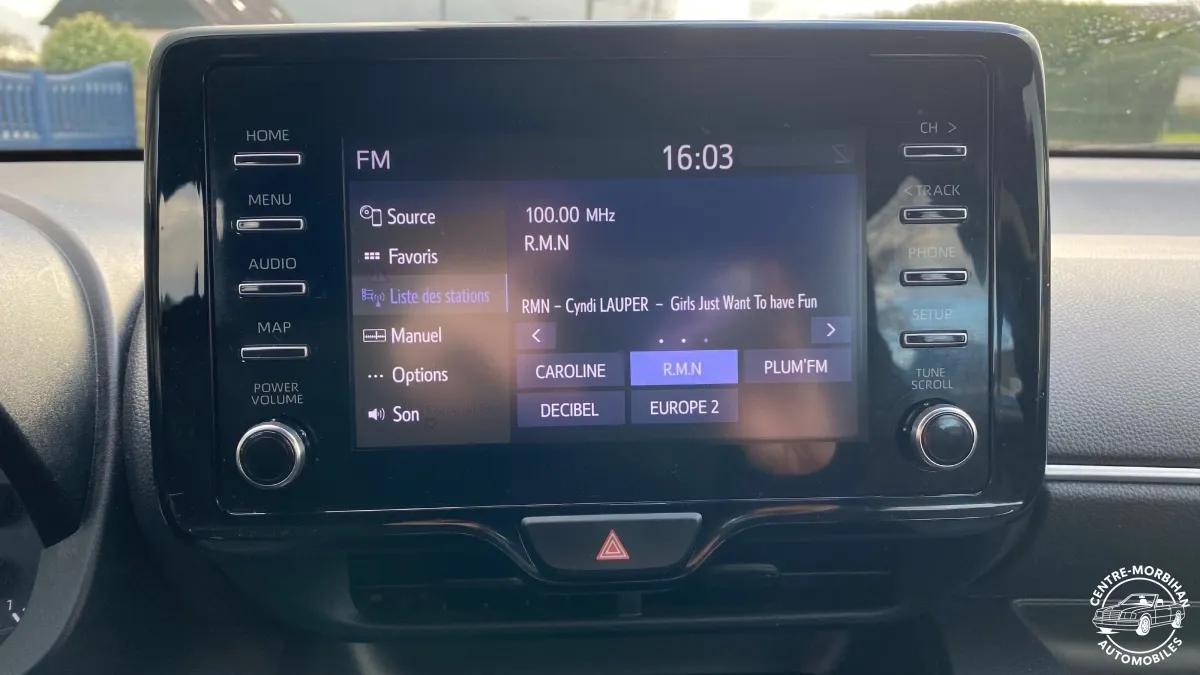 HOME
MENU
AUDIO
MAP
POWER
VOLUME
FM
16:03
Source
Favoris
Liste des stations
Manuel
Options
Son
100.00 MHz
R.M.N
RMN - Cyndi LAUPER - Girls Just Want To have Fun
< >
CAROLINE R.M.N PLUM'FM
DECIBEL EUROPE 2
CH >
< TRACK
PHONE
SETUP
TUNE
SCROLL
1
CENTRE-MORBIHAN
AUTOMOBILES